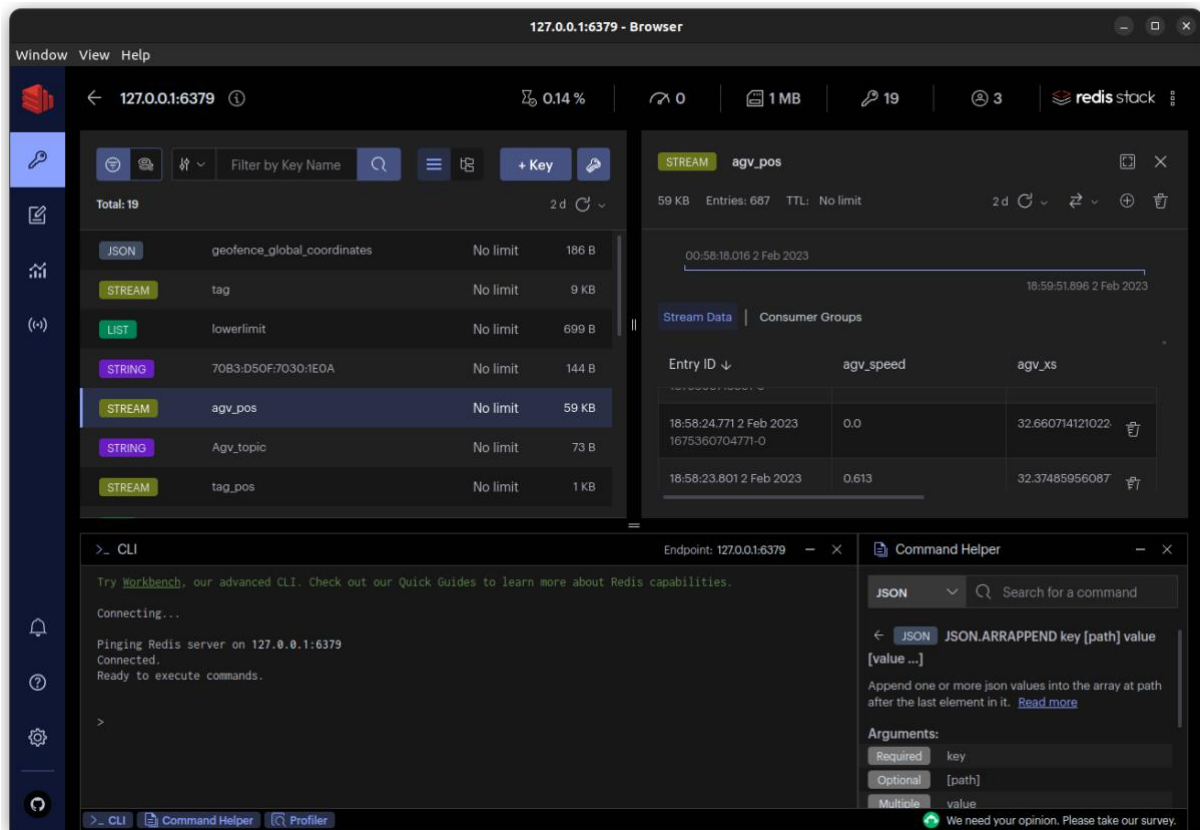 127.0.0.1:6379 - Browser
Window View Help
127.0.0.1:6379
0.14 %
0
1 MB
19
3
redis stack
Filter by Key Name
+ Key
Total: 19
2 d
JSON geofence_global_coordinates No limit 186 B
STREAM tag No limit 9 KB
LIST lowerlimit No limit 699 B
STRING 70B3:D50F:7030:1E0A No limit 144 B
STREAM agv_pos No limit 59 KB
STRING Agv_topic No limit 73 B
STREAM tag_pos No limit 1 KB
STREAM agv_pos
59 KB Entries: 687 TTL: No limit 2 d
00:58:18.016 2 Feb 2023
18:59:51.896 2 Feb 2023
Stream Data | Consumer Groups
Entry ID agv_speed agv_xs
18:58:24.771 2 Feb 2023 0.0 32.660714121022
1675360704771-0
18:58:23.801 2 Feb 2023 0.613 32.37485956087
>_ CLI
Endpoint: 127.0.0.1:6379
Try Workbench, our advanced CLI. Check out our Quick Guides to learn more about Redis capabilities.
Connecting...
Pinging Redis server on 127.0.0.1:6379
Connected.
Ready to execute commands.
>
Command Helper
JSON Search for a command
JSON JSON.ARRAPPEND key [path] value
[value ...]
Append one or more json values into the array at path
after the last element in it. Read more
Arguments:
Required key
Optional [path]
Multiple value
>_ CLI Command Helper Profiler
We need your opinion. Please take our survey.